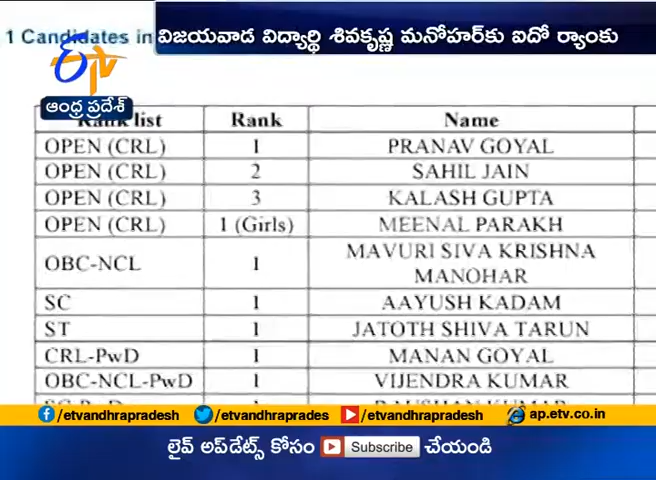 1 Candidates in
విజయవాడ విద్యార్థి శివకృష్ణ మనోహర్‌కు ఐదో ర్యాంకు
etv
ఆంధ్ర ప్రదేశ్
Rank list Rank Name
OPEN (CRL) 1 PRANAV GOYAL
OPEN (CRL) 2 SAHIL JAIN
OPEN (CRL) 3 KALASH GUPTA
OPEN (CRL) 1 (Girls) MEENAL PARAKH
OBC-NCL 1 MAVURI SIVA KRISHNA MANOHAR
SC 1 AAYUSH KADAM
ST 1 JATOTH SHIVA TARUN
CRL-PwD 1 MANAN GOYAL
OBC-NCL-PwD 1 VIJENDRA KUMAR
/etvandhrapradesh /etvandhraprades /etvandhrapradesh ap.etv.co.in
లైవ్ అప్‌డేట్స్ కోసం Subscribe చేయండి